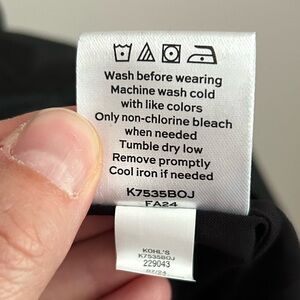 Wash before wearing
Machine wash cold
with like colors
Only non-chlorine bleach
when needed
Tumble dry low
Remove promptly
Cool iron if needed
K7535BOJ
FA24
KOHL'S
K7535BOJ
229043